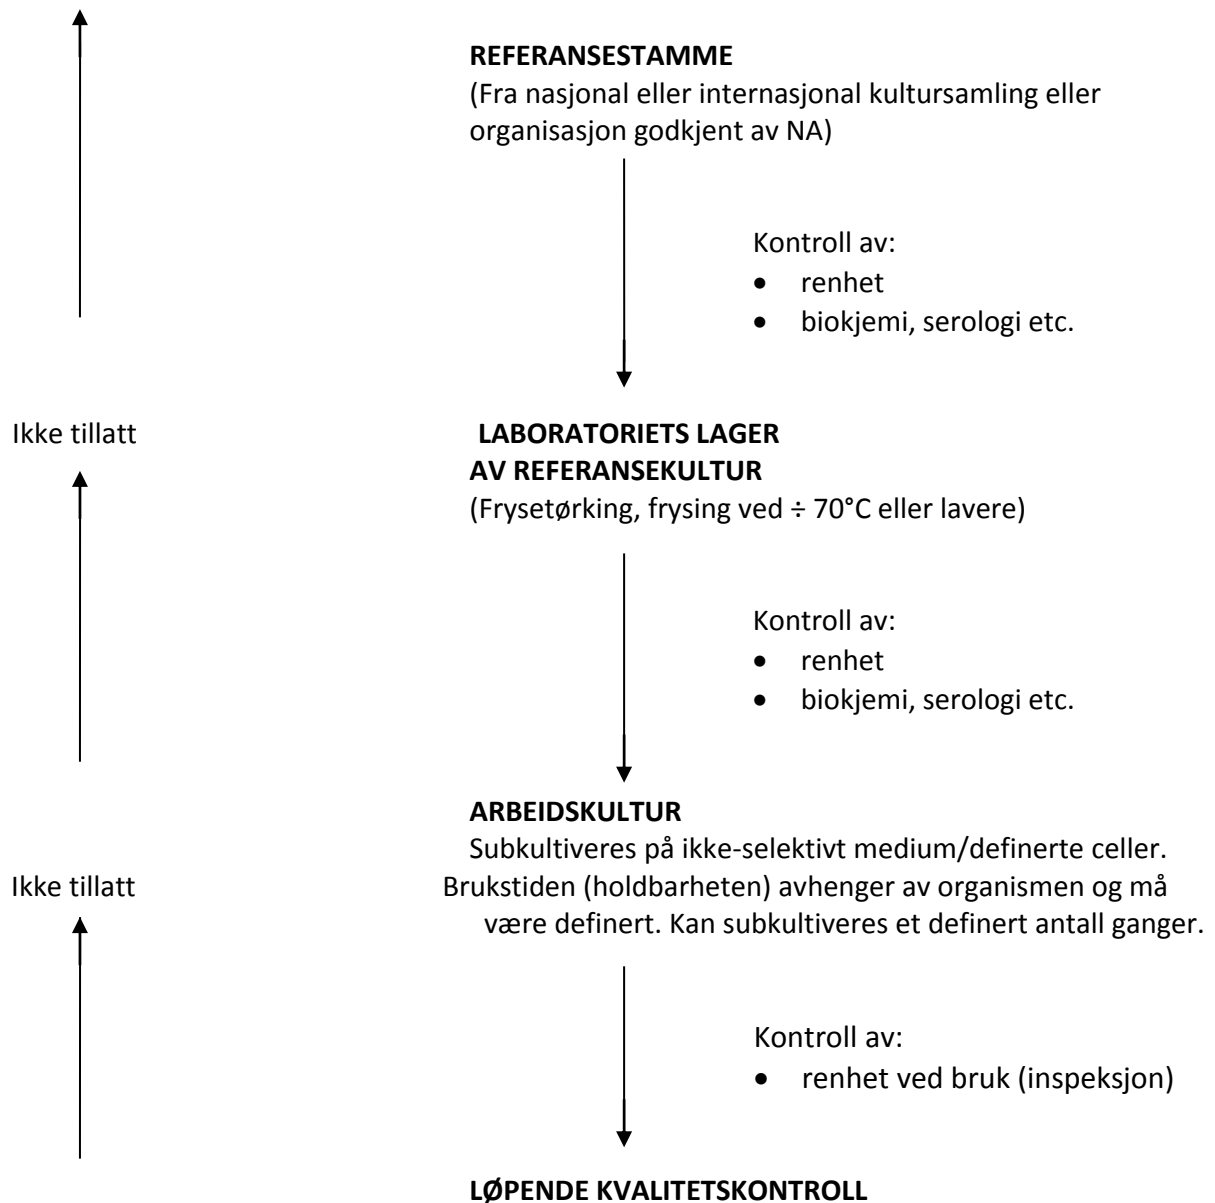 REFERANSESTAMME
(Fra nasjonal eller internasjonal kultursamling eller
organisasjon godkjent av NA)
Kontroll av:
• renhet
• biokjemi, serologi etc.
Ikke tillatt
LABORATORIETS LAGER
AV REFERANSEKULTUR
(Frysetørking, frysing ved ÷ 70°C eller lavere)
Kontroll av:
• renhet
• biokjemi, serologi etc.
ARBEIDSKULTUR
Subkultiveres på ikke-selektivt medium/definerte celler.
Ikke tillatt
Brukstiden (holdbarheten) avhenger av organismen og må
være definert. Kan subkultiveres et definert antall ganger.
Kontroll av:
• renhet ved bruk (inspeksjon)
LØPENDE KVALITETSKONTROLL